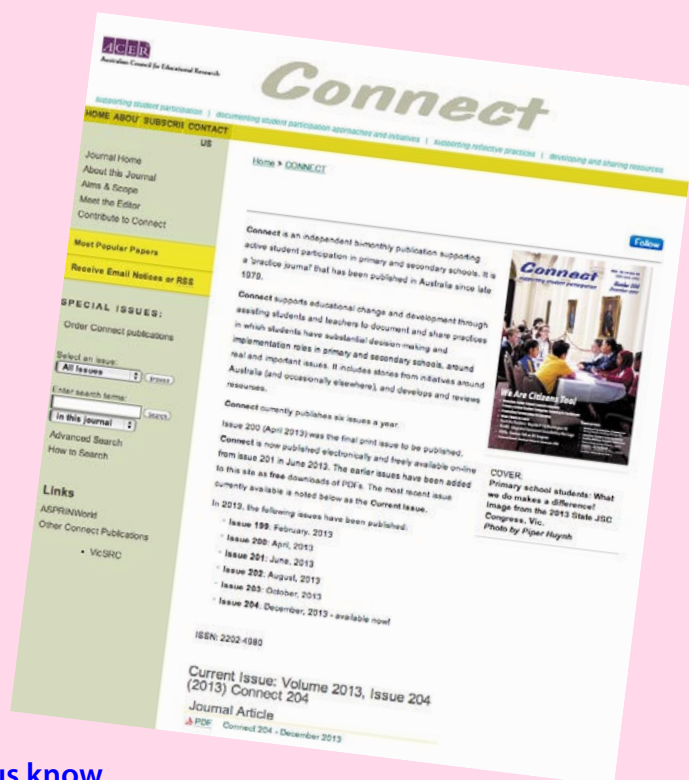 ACER
Australian Council for Educational Research
Connect
supporting student participation | documenting student participation approaches and initiatives | supporting reflective practices | developing and sharing resources
HOME ABOU SUBSCRIE CONTACT
US
Journal Home
About this Journal
Aims & Scope
Meet the Editor
Contribute to Connect
Most Popular Papers
Receive Email Notices or RSS
SPECIAL ISSUES:
Order Connect publications
Select an issue:
All Issues
Browse
Enter search terms:
Search
in this journal
Advanced Search
How to Search
Links
ASPRINWorld
Other Connect Publications
• VicSRC
Home > CONNECT
Connect is an independent bimonthly publication supporting
active student participation in primary and secondary schools. It is
a 'practice journal' that has been published in Australia since late
1979.
Connect supports educational change and development through
assisting students and teachers to document and share practices
in which students have substantial decision-making and
implementation roles in primary and secondary schools, around
real and important issues. It includes stories from initiatives around
Australia (and occasionally elsewhere), and develops and reviews
resources.
Connect currently publishes six issues a year.
Issue 200 (April 2013) was the final print issue to be published.
Connect is now published electronically and freely available on-line
from issue 201 in June 2013. The earlier issues have been added
to this site as free downloads of PDFs. The most recent issue
currently available is noted below as the Current Issue.
In 2013, the following issues have been published:
• Issue 199: February, 2013
• Issue 200: April, 2013
• Issue 201: June, 2013
• Issue 202: August, 2013
• Issue 203: October, 2013
• Issue 204: December, 2013 - available now!
ISSN: 2202-4980
Current Issue: Volume 2013, Issue 204
(2013) Connect 204
Journal Article
PDF Connect 204 - December 2013
Follow
Connect
supporting student participation
Number 204
December 2013
We Are Citizens Too!
COVER:
Primary school students: What
we do makes a difference!
Image from the 2013 State JSC
Congress, Vic.
Photo by Piper Huynh
us know